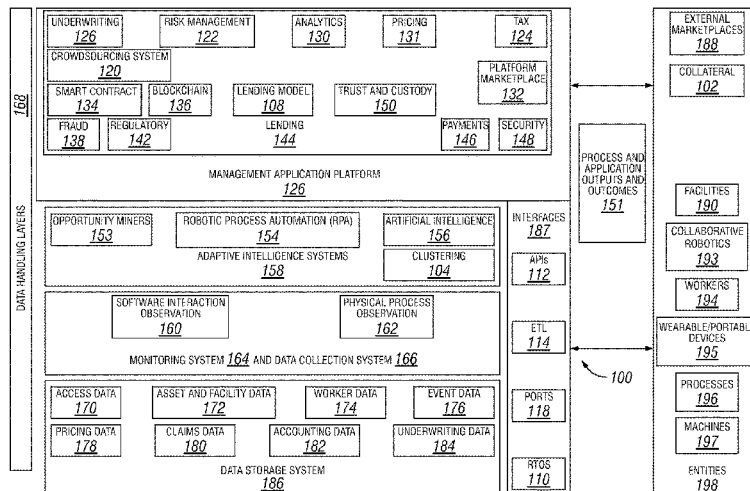 168
DATA HANDLING LAYERS
UNDERWRITING
126
RISK MANAGEMENT
122
ANALYTICS
130
PRICING
131
TAX
124
CROWDSOURCING SYSTEM
120
PLATFORM
MARKETPLACE
132
SMART CONTRACT
134
BLOCKCHAIN
136
LENDING MODEL
108
TRUST AND CUSTODY
150
FRAUD
138
REGULATORY
142
LENDING
144
PAYMENTS
146
SECURITY
148
MANAGEMENT APPLICATION PLATFORM
126
OPPORTUNITY MINERS
153
ROBOTIC PROCESS AUTOMATION (RPA)
154
ARTIFICIAL INTELLIGENCE
156
ADAPTIVE INTELLIGENCE SYSTEMS
158
CLUSTERING
104
SOFTWARE INTERACTION
OBSERVATION
160
PHYSICAL PROCESS
OBSERVATION
162
MONITORING SYSTEM 164 AND DATA COLLECTION SYSTEM 166
ACCESS DATA
170
ASSET AND FACILITY DATA
172
WORKER DATA
174
EVENT DATA
176
PRICING DATA
178
CLAIMS DATA
180
ACCOUNTING DATA
182
UNDERWRITING DATA
184
DATA STORAGE SYSTEM
186
INTERFACES
187
APIs
112
ETL
114
PORTS
118
RTOS
110
PROCESS AND
APPLICATION
OUTPUTS AND
OUTCOMES
151
100
EXTERNAL
MARKETPLACES
188
COLLATERAL
102
FACILITIES
190
COLLABORATIVE
ROBOTICS
193
WORKERS
194
WEARABLE/PORTABLE
DEVICES
195
PROCESSES
196
MACHINES
197
ENTITIES
198